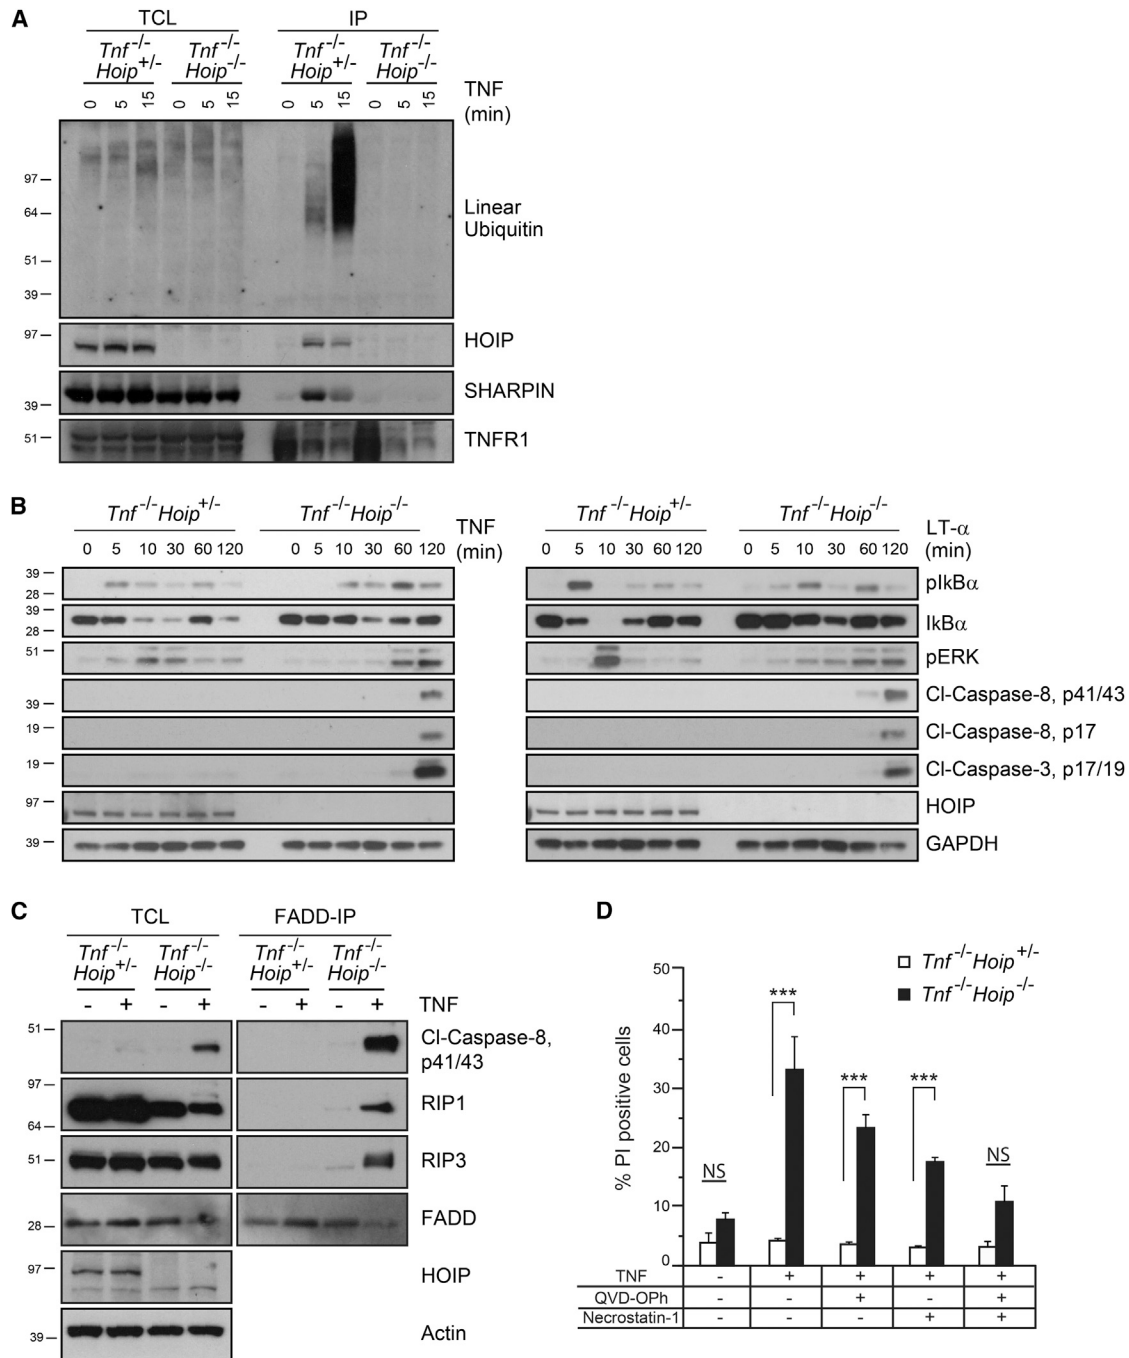 A
TCL IP
Tnf-/- Tnf-/- Tnf-/- Tnf-/-
Hoip+/- Hoip-/- Hoip+/- Hoip-/-
0 5 15 0 5 15 0 5 15 0 5 15
TNF
(min)
97
64
51
39
Linear
Ubiquitin
97
HOIP
39
SHARPIN
51
TNFR1
B
Tnf-/-Hoip+/- Tnf-/-Hoip-/- TNF
0 5 10 30 60 120 0 5 10 30 60 120 (min)
Tnf-/-Hoip+/- Tnf-/-Hoip-/- LT-α
0 5 10 30 60 120 0 5 10 30 60 120 (min)
39
28
pIkBα
39
28
IkBα
51
pERK
39
Cl-Caspase-8, p41/43
19
Cl-Caspase-8, p17
19
Cl-Caspase-3, p17/19
97
HOIP
39
GAPDH
C
TCL FADD-IP
Tnf-/- Tnf-/- Tnf-/- Tnf-/-
Hoip+/- Hoip-/- Hoip+/- Hoip-/-
- + - + - + - + TNF
51
Cl-Caspase-8,
p41/43
97
64
RIP1
51
RIP3
28
FADD
97
HOIP
39
Actin
D
Tnf-/-Hoip+/-
Tnf-/-Hoip-/-
% PI positive cells
50
40
30
20
10
0
NS *** *** *** NS
TNF - + + + +
QVD-OPh - - + - +
Necrostatin-1 - - - + +